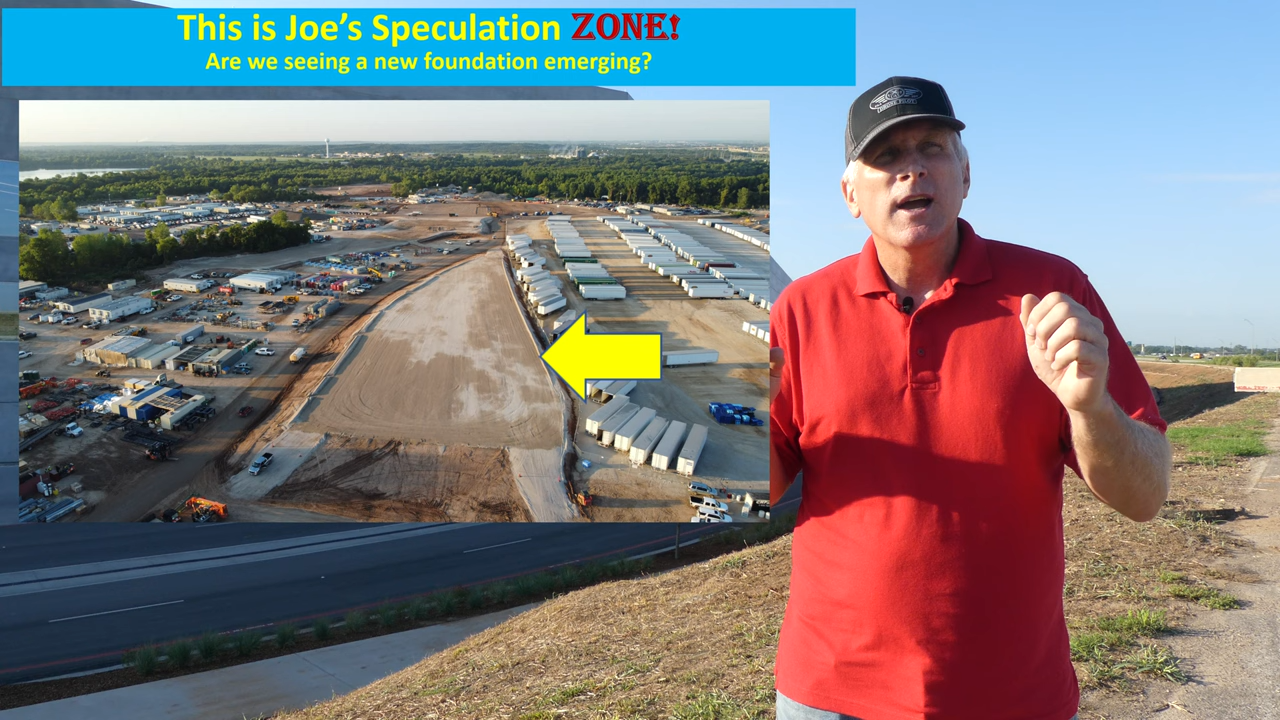 This is Joe's Speculation ZONE!
Are we seeing a new foundation emerging?